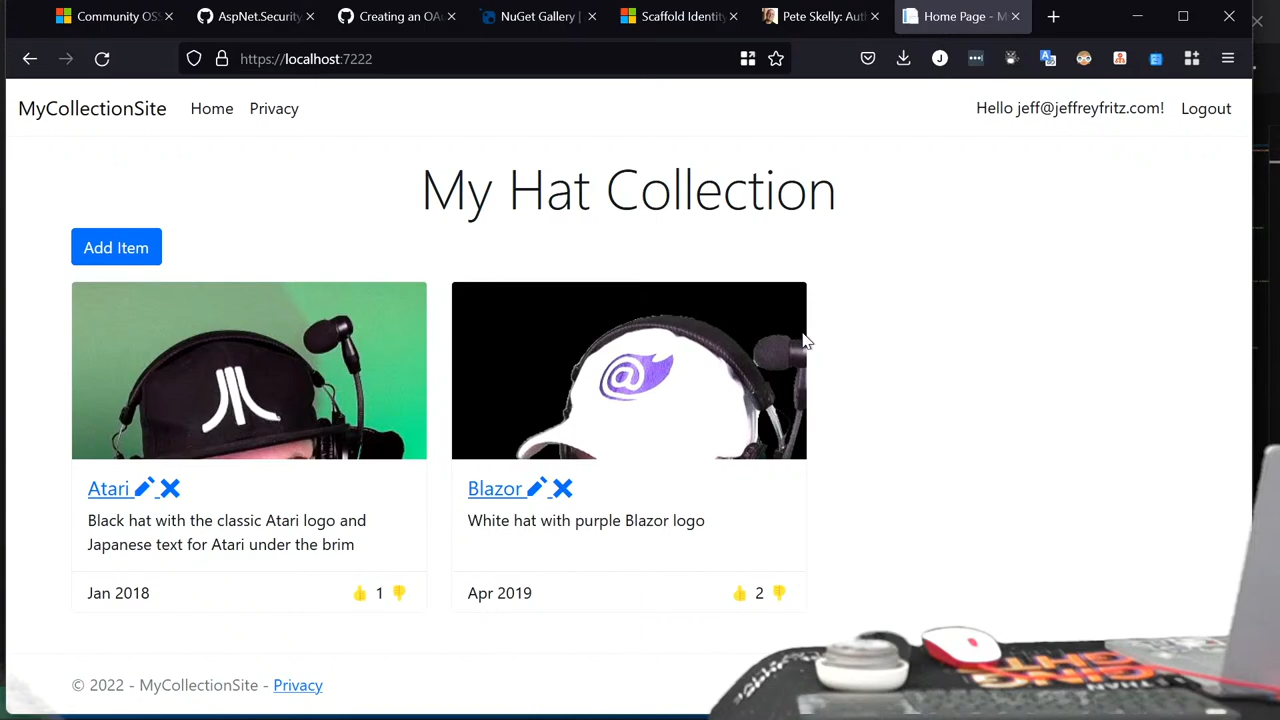 Community OS
AspNet.Security
Creating an OA
NuGet Gallery |
Scaffold Identity
Pete Skelly: Aut
Home Page - M
https://localhost:7222
MyCollectionSite
Home
Privacy
Hello jeff@jeffreyfritz.com!
Logout
My Hat Collection
Add Item
Atari
Black hat with the classic Atari logo and
Japanese text for Atari under the brim
Jan 2018
1
Blazor
White hat with purple Blazor logo
Apr 2019
2
© 2022 - MyCollectionSite - Privacy